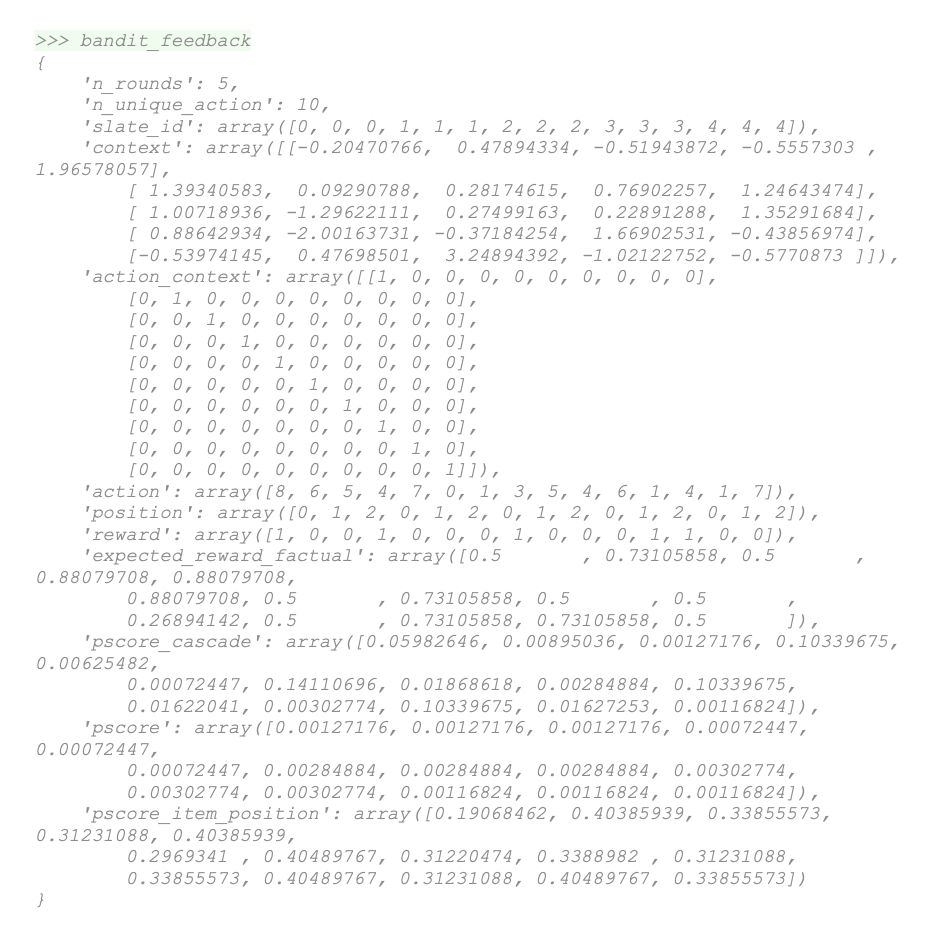 >>> bandit_feedback
{
    'n_rounds': 5,
    'n_unique_action': 10,
    'slate_id': array([0, 0, 0, 1, 1, 1, 2, 2, 2, 3, 3, 3, 4, 4, 4]),
    'context': array([[-0.20470766,  0.47894334, -0.51943872, -0.5557303 ,
1.96578057],
        [ 1.39340583,  0.09290788,  0.28174615,  0.76902257,  1.24643474],
        [ 1.00718936, -1.29622111,  0.27499163,  0.22891288,  1.35291684],
        [ 0.88642934, -2.00163731, -0.37184254,  1.66902531, -0.43856974],
        [-0.53974145,  0.47698501,  3.24894392, -1.02122752, -0.5770873 ]]),
    'action_context': array([[1, 0, 0, 0, 0, 0, 0, 0, 0, 0],
        [0, 1, 0, 0, 0, 0, 0, 0, 0, 0],
        [0, 0, 1, 0, 0, 0, 0, 0, 0, 0],
        [0, 0, 0, 1, 0, 0, 0, 0, 0, 0],
        [0, 0, 0, 0, 1, 0, 0, 0, 0, 0],
        [0, 0, 0, 0, 0, 1, 0, 0, 0, 0],
        [0, 0, 0, 0, 0, 0, 1, 0, 0, 0],
        [0, 0, 0, 0, 0, 0, 0, 1, 0, 0],
        [0, 0, 0, 0, 0, 0, 0, 0, 1, 0],
        [0, 0, 0, 0, 0, 0, 0, 0, 0, 1]]),
    'action': array([8, 6, 5, 4, 7, 0, 1, 3, 5, 4, 6, 1, 4, 1, 7]),
    'position': array([0, 1, 2, 0, 1, 2, 0, 1, 2, 0, 1, 2, 0, 1, 2]),
    'reward': array([1, 0, 0, 1, 0, 0, 0, 1, 0, 0, 0, 1, 1, 0, 0]),
    'expected_reward_factual': array([0.5       , 0.73105858, 0.5       ,
0.88079708, 0.88079708,
        0.88079708, 0.5       , 0.73105858, 0.5       , 0.5       ,
        0.26894142, 0.5       , 0.73105858, 0.73105858, 0.5       ]),
    'pscore_cascade': array([0.05982646, 0.00895036, 0.00127176, 0.10339675,
0.00625482,
        0.00072447, 0.14110696, 0.01868618, 0.00284884, 0.10339675,
        0.01622041, 0.00302774, 0.10339675, 0.01627253, 0.00116824]),
    'pscore': array([0.00127176, 0.00127176, 0.00127176, 0.00072447,
0.00072447,
        0.00072447, 0.00284884, 0.00284884, 0.00284884, 0.00302774,
        0.00302774, 0.00302774, 0.00116824, 0.00116824, 0.00116824]),
    'pscore_item_position': array([0.19068462, 0.40385939, 0.33855573,
0.31231088, 0.40385939,
        0.2969341 , 0.40489767, 0.31220474, 0.3388982 , 0.31231088,
        0.33855573, 0.40489767, 0.31231088, 0.40489767, 0.33855573])
}